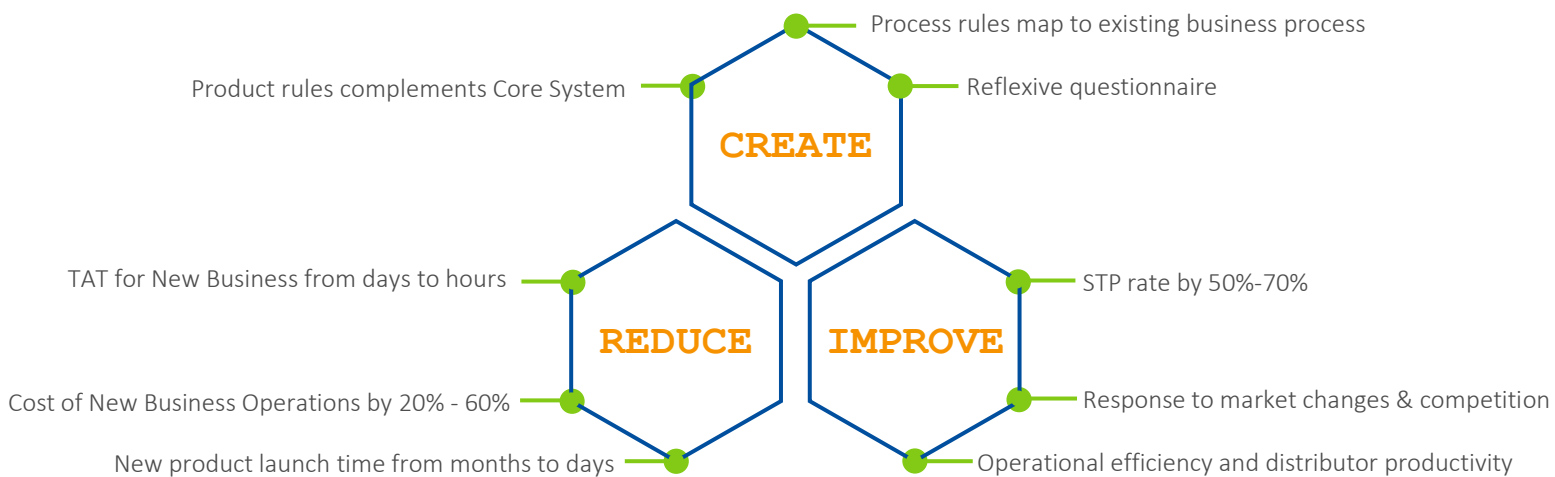 Process rules map to existing business process
Product rules complements Core System
Reflexive questionnaire
CREATE
TAT for New Business from days to hours
STP rate by 50%-70%
REDUCE
IMPROVE
Cost of New Business Operations by 20% - 60%
Response to market changes & competition
New product launch time from months to days
Operational efficiency and distributor productivity